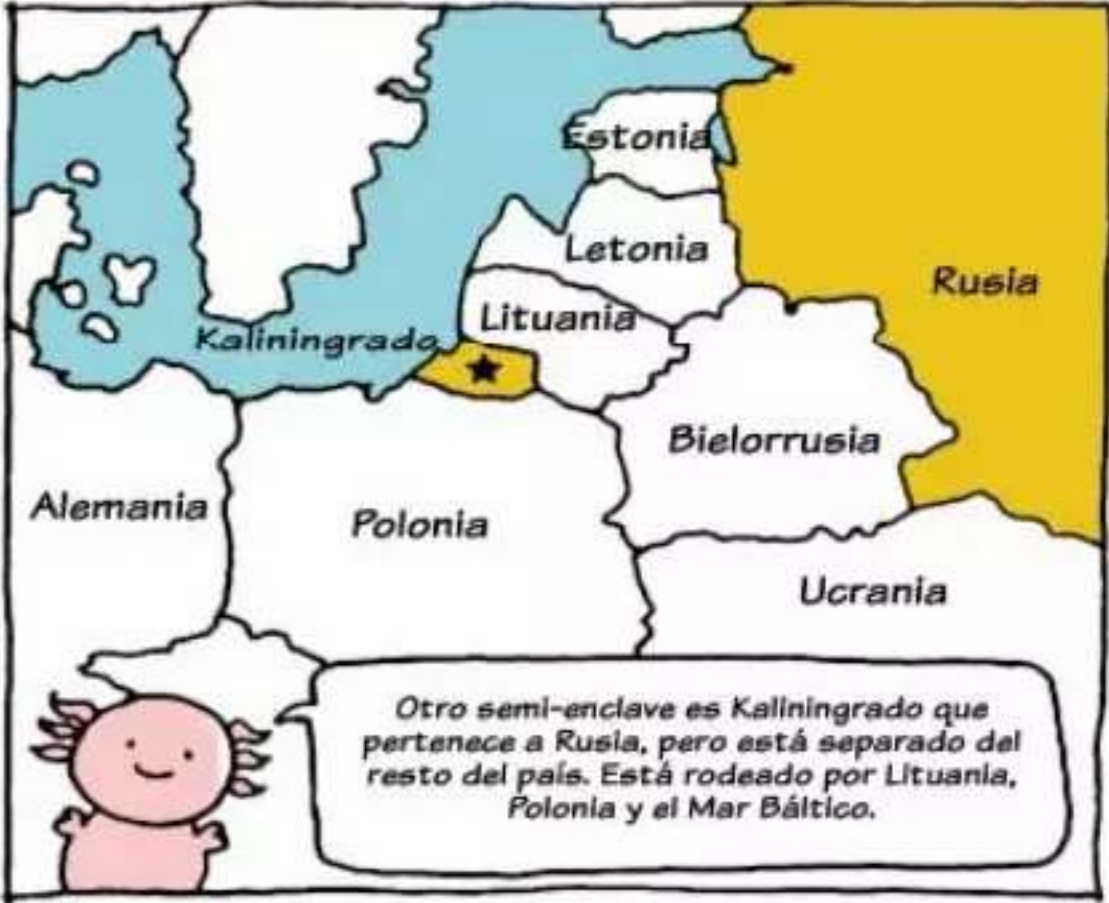 Estonia
Letonia
Rusia
Lituania
Kaliningrado
Bielorrusia
Alemania
Polonia
Ucrania
Otro semi-enclave es Kaliningrado que
pertenece a Rusia, pero está separado del
resto del país. Está rodeado por Lituania,
Polonia y el Mar Báltico.